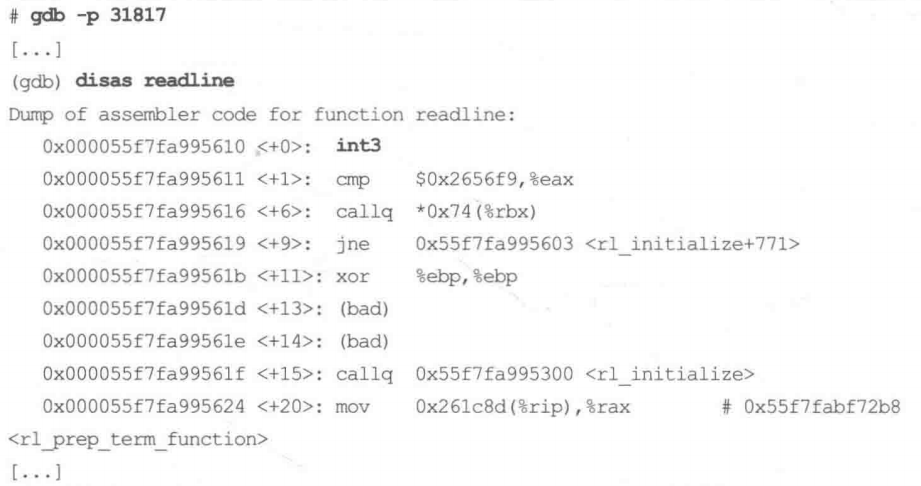 # gdb -p 31817
[...]
(gdb) disas readline
Dump of assembler code for function readline:
   0x000055f7fa995610 <+0>:  int3
   0x000055f7fa995611 <+1>:  cmp    $0x2656f9,%eax
   0x000055f7fa995616 <+6>:  callq  *0x74(%rbx)
   0x000055f7fa995619 <+9>:  jne    0x55f7fa995603 <rl_initialize+771>
   0x000055f7fa99561b <+11>: xor    %ebp,%ebp
   0x000055f7fa99561d <+13>: (bad)
   0x000055f7fa99561e <+14>: (bad)
   0x000055f7fa99561f <+15>: callq  0x55f7fa995300 <rl_initialize>
   0x000055f7fa995624 <+20>: mov    0x261c8d(%rip),%rax        # 0x55f7fabf72b8
<rl_prep_term_function>
[...]